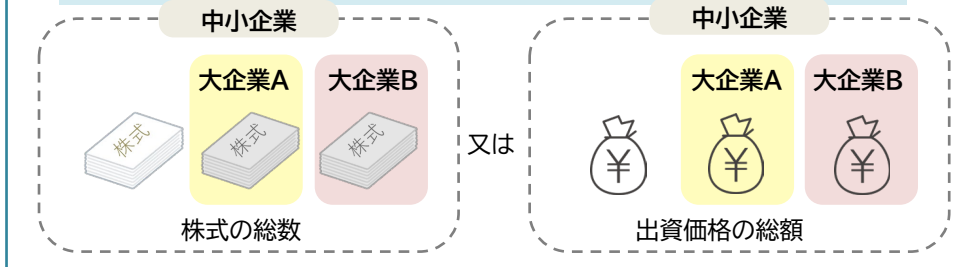 中小企業
大企業A 大企業B
株式 株式 株式
株式の総数
又は
中小企業
大企業A 大企業B
¥ ¥ ¥
出資価格の総額